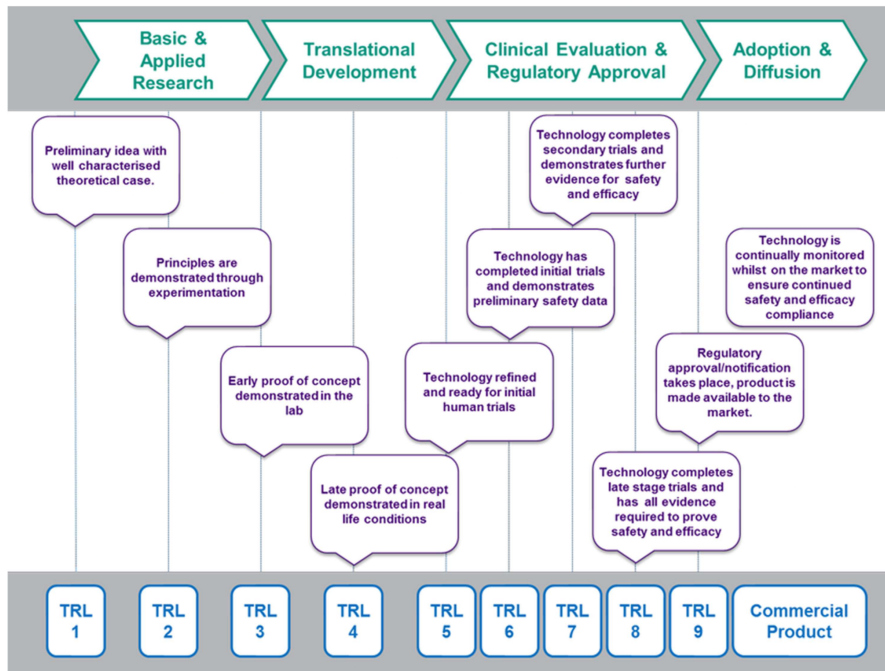 Basic &
Applied
Research
Translational
Development
Clinical Evaluation &
Regulatory Approval
Adoption &
Diffusion
Preliminary idea with
well characterised
theoretical case.
Technology completes
secondary trials and
demonstrates further
evidence for safety
and efficacy
Principles are
demonstrated through
experimentation
Technology has
completed initial trials
and demonstrates
preliminary safety data
Technology is
continually monitored
whilst on the market to
ensure continued
safety and efficacy
compliance
Early proof of concept
demonstrated in the
lab
Technology refined
and ready for initial
human trials
Regulatory
approval/notification
takes place, product is
made available to the
market.
Late proof of concept
demonstrated in real
life conditions
Technology completes
late stage trials and
has all evidence
required to prove
safety and efficacy
TRL
1
TRL
2
TRL
3
TRL
4
TRL
5
TRL
6
TRL
7
TRL
8
TRL
9
Commercial
Product